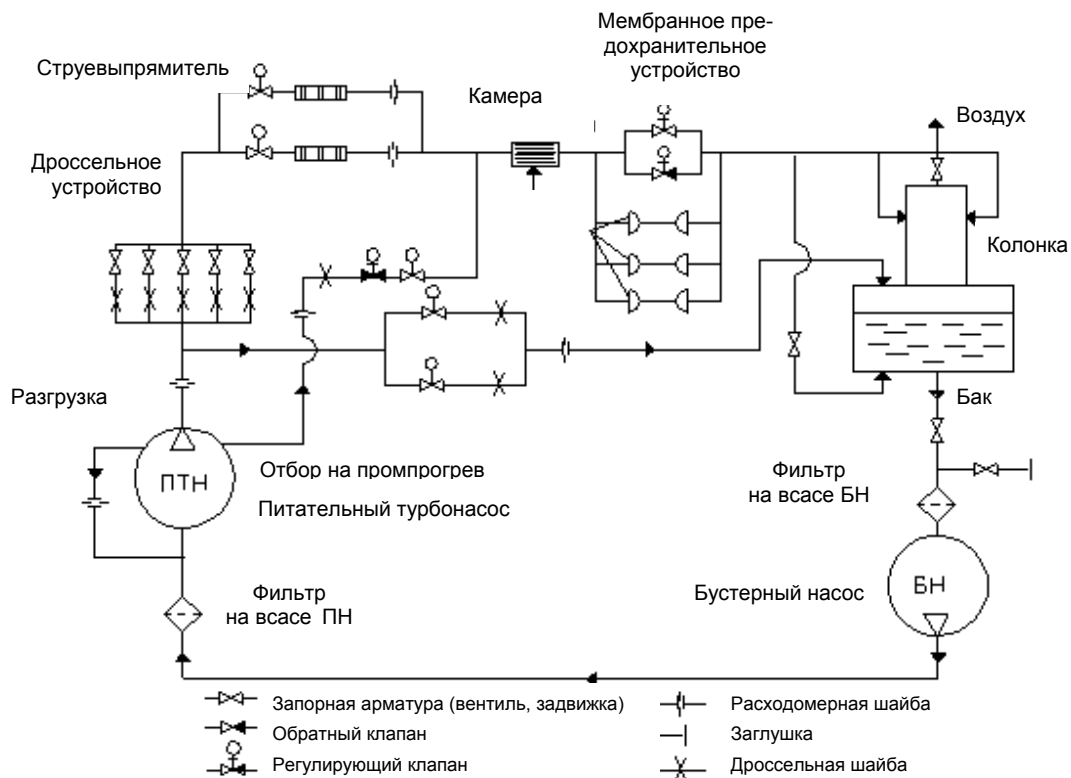 Мембранное пре-
дохранительное
устройство
Струевыпрямитель
Камера
Воздух
Дроссельное
устройство
Колонка
Разгрузка
Бак
ПТН
Отбор на промпрогрев
Питательный турбонасос
Фильтр
на всасе БН
Фильтр
на всасе ПН
Бустерный насос
БН
Запорная арматура (вентиль, задвижка)
Обратный клапан
Регулирующий клапан
Расходомерная шайба
Заглушка
Дроссельная шайба